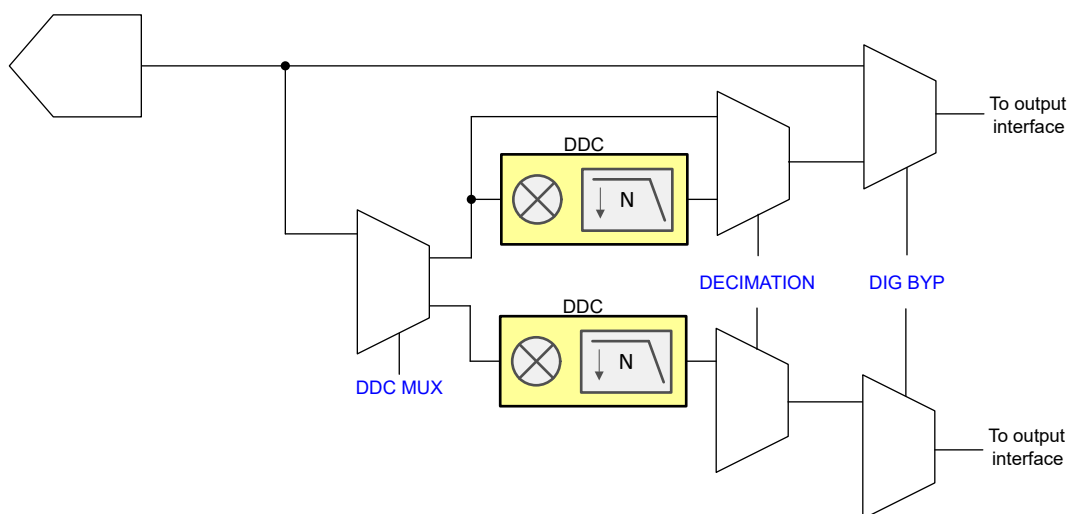 To output
interface
DDC
N
DECIMATION
DIG BYP
DDC
N
DDC MUX
To output
interface